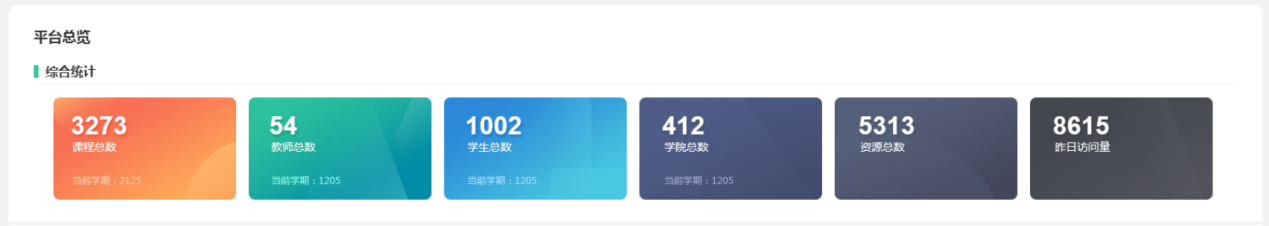 平台总览
综合统计
3273
课程总数
当前学期：2125
54
教师总数
当前学期：1205
1002
学生总数
当前学期：1205
412
学院总数
当前学期：1205
5313
资源总数
8615
昨日访问量